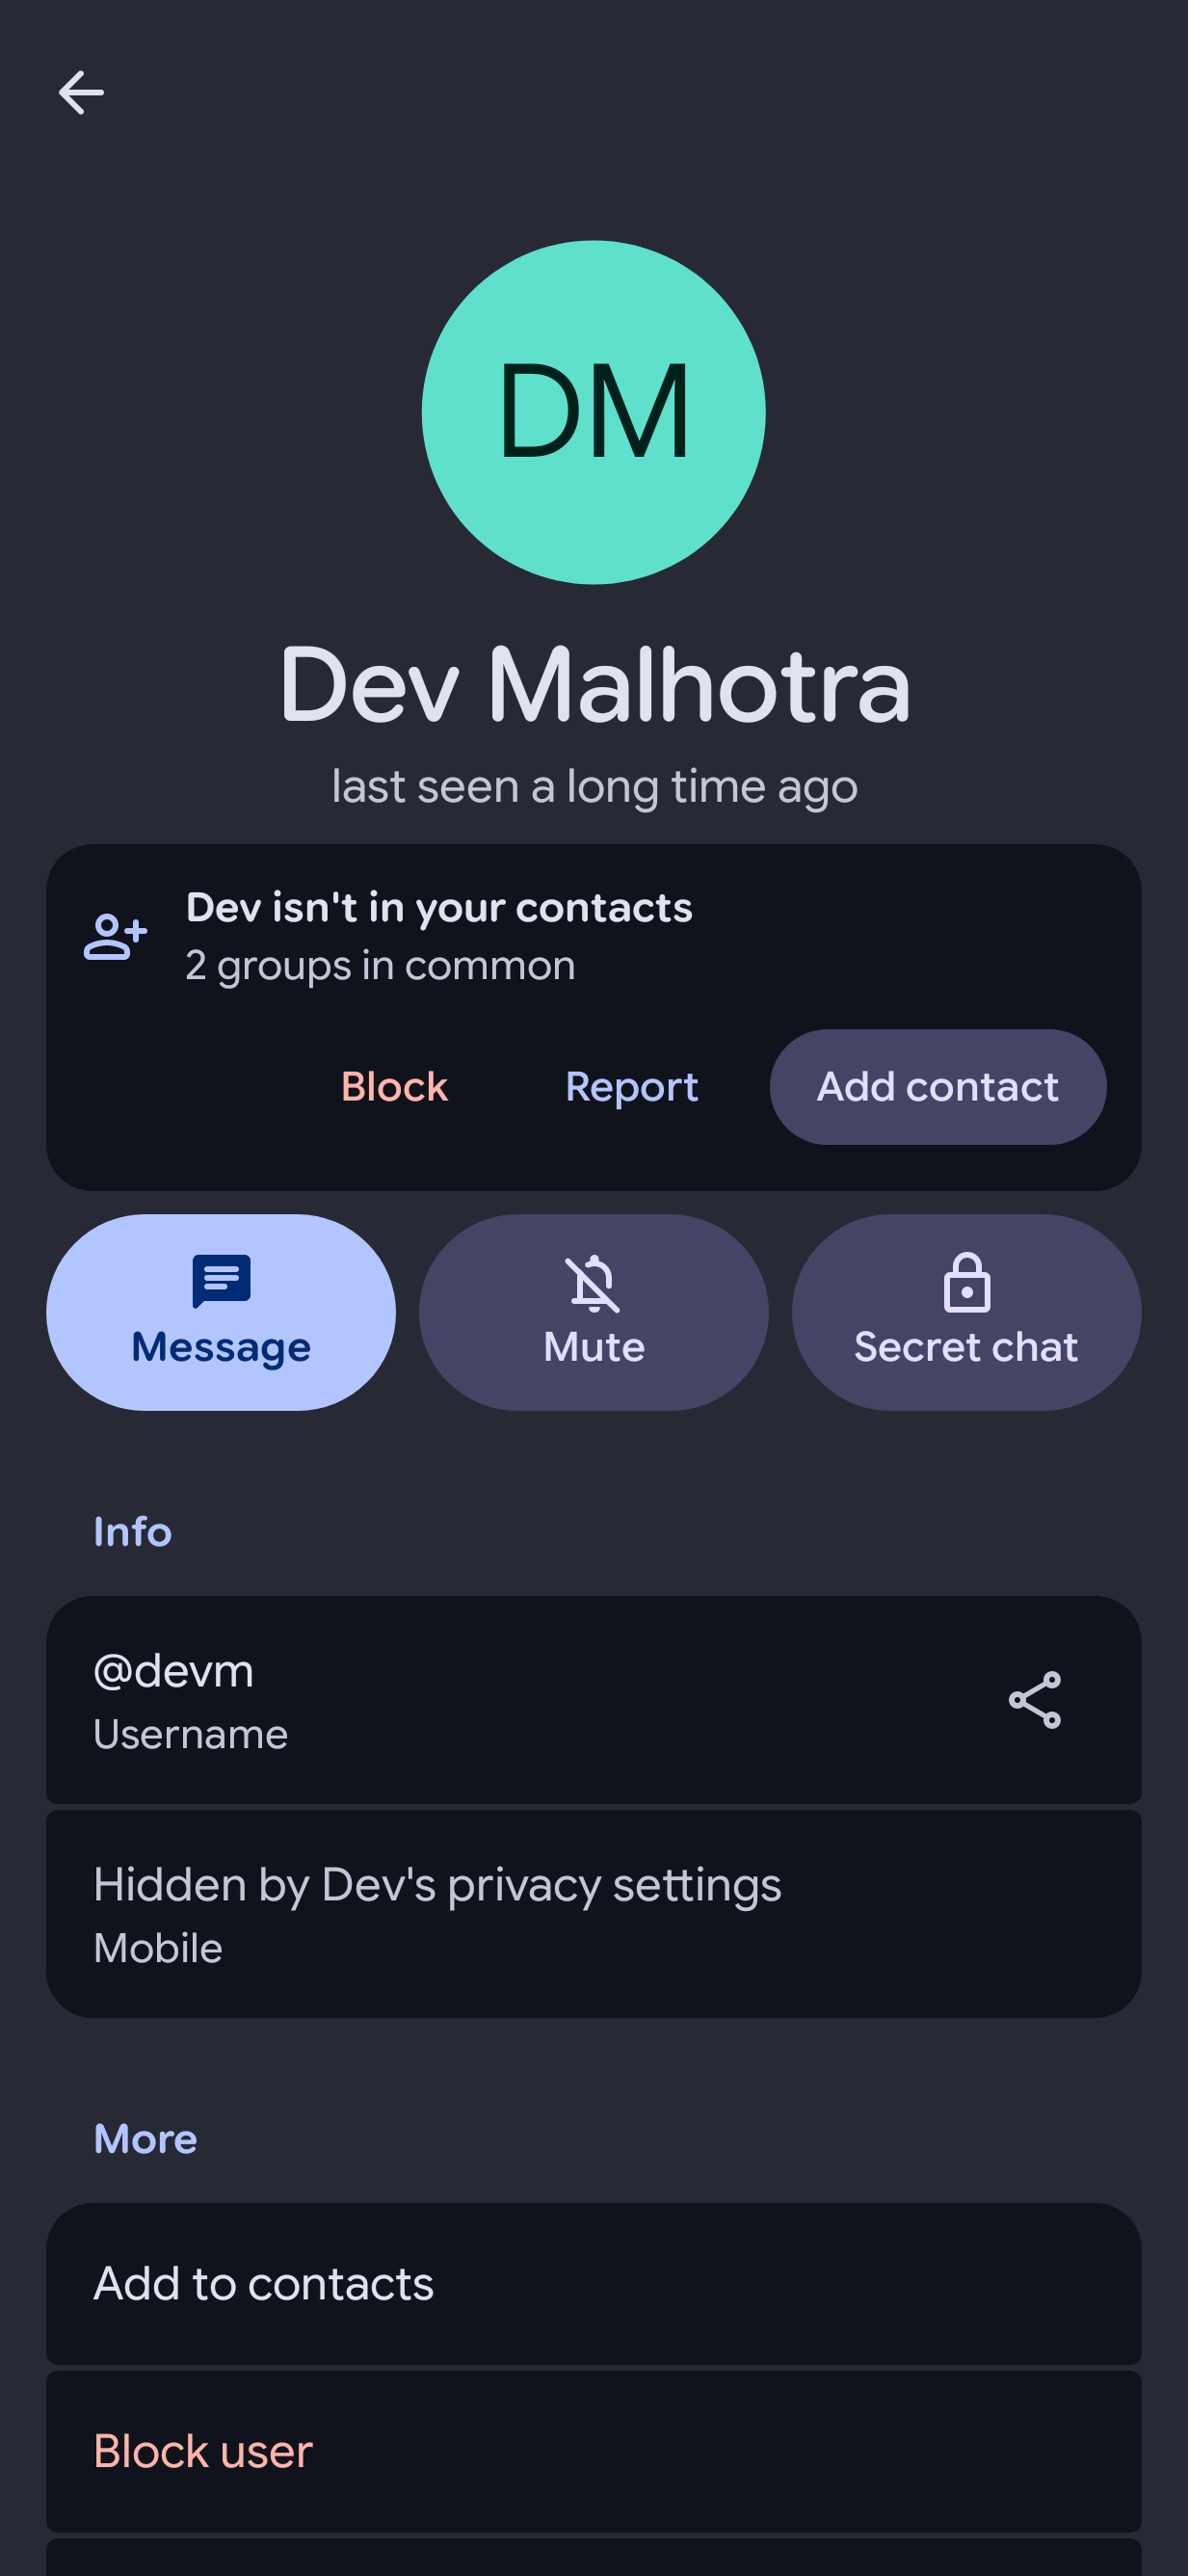 DM
Dev Malhotra
last seen a long time ago
Dev isn't in your contacts
2 groups in common
Block
Report
Add contact
Message
Mute
Secret chat
Info
@devm
Username
Hidden by Dev's privacy settings
Mobile
More
Add to contacts
Block user